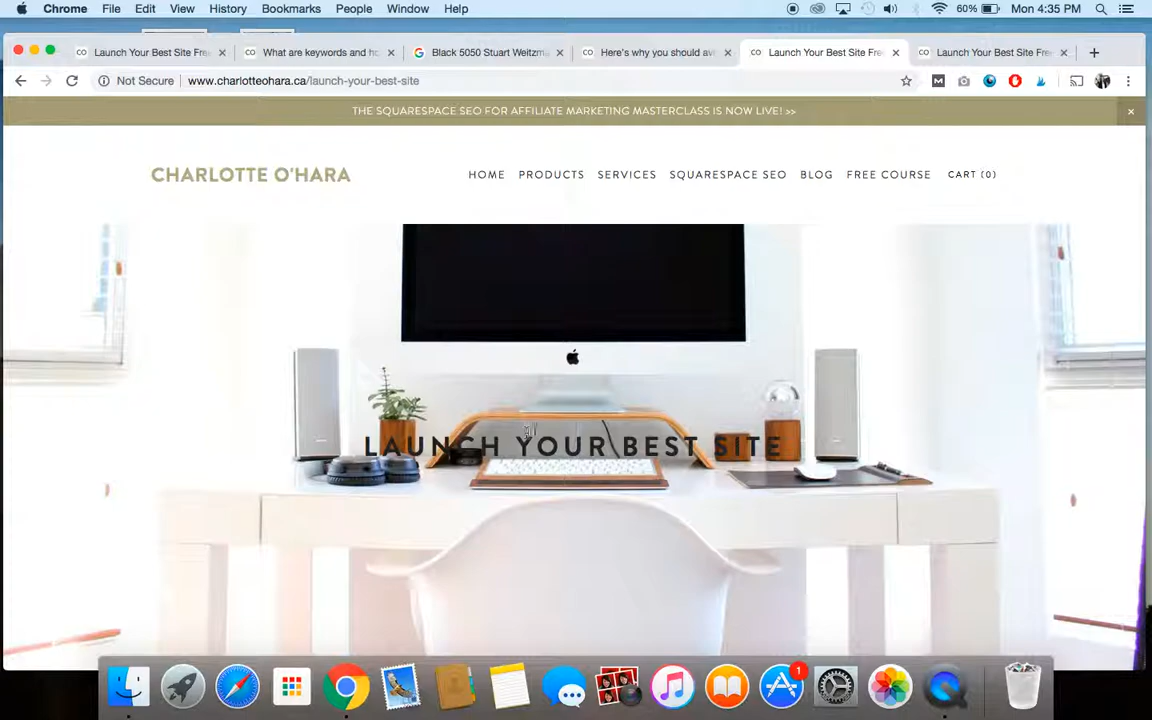 Chrome File Edit View History Bookmarks People Window Help 60% Mon 4:35 PM
Launch Your Best Site Fre What are keywords and ho Black 5050 Stuart Weitzm Here's why you should av Launch Your Best Site Fre Launch Your Best Site Fre
Not Secure www.charlotteohara.ca/launch-your-best-site
THE SQUARESPACE SEO FOR AFFILIATE MARKETING MASTERCLASS IS NOW LIVE! >>
CHARLOTTE O'HARA HOME PRODUCTS SERVICES SQUARESPACE SEO BLOG FREE COURSE CART (0)
LAUNCH YOUR BEST SITE
1